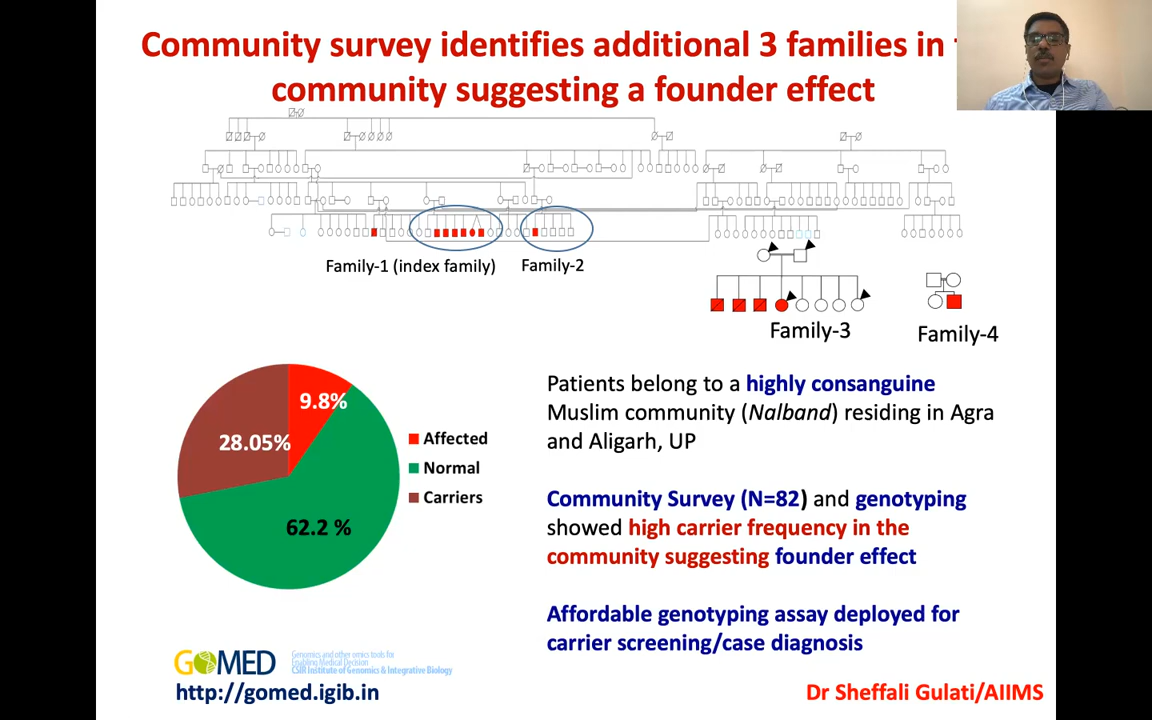 Community survey identifies additional 3 families in
community suggesting a founder effect
Family-1 (index family)
Family-2
Family-3
Family-4
9.8%
28.05%
62.2 %
Affected
Normal
Carriers
Patients belong to a highly consanguine
Muslim community (Nalband) residing in Agra
and Aligarh, UP
Community Survey (N=82) and genotyping
showed high carrier frequency in the
community suggesting founder effect
Affordable genotyping assay deployed for
carrier screening/case diagnosis
GOMED
Genomics and other omics tools for
Enabling Medical Decision
CSIR Institute of Genomics & Integrative Biology
http://gomed.igib.in
Dr Sheffali Gulati/AIIMS